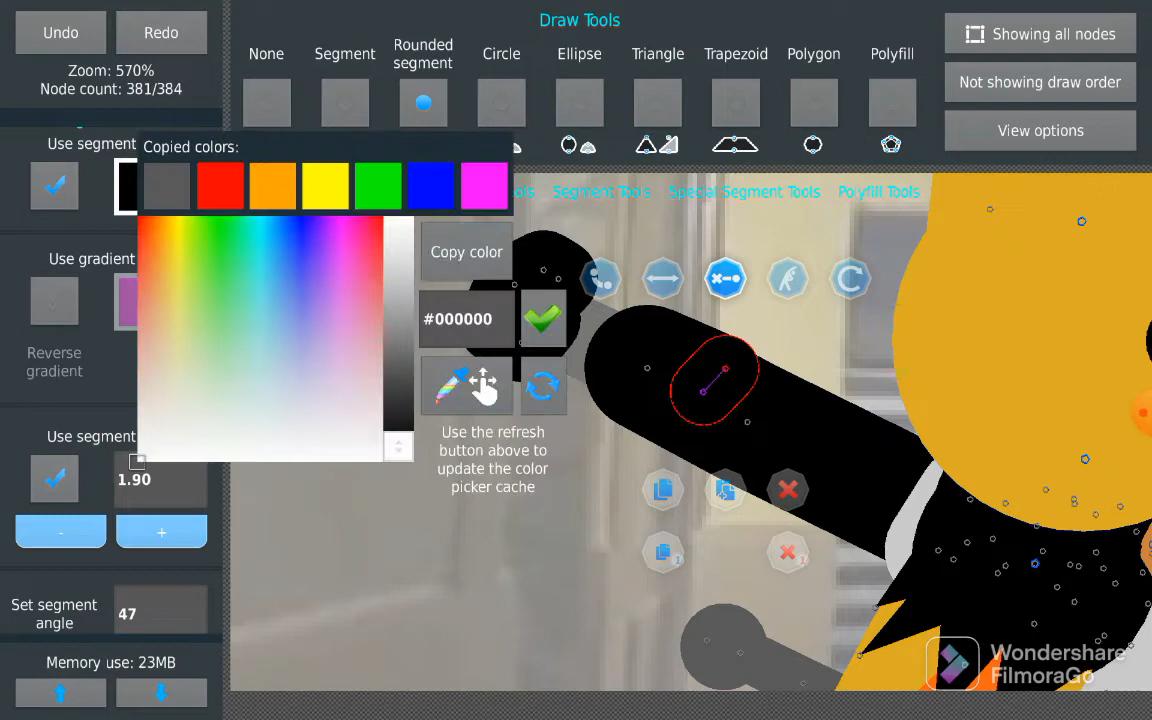 Undo
Redo
Zoom: 570%
Node count: 381/384
Draw Tools
None
Segment
Rounded
segment
Circle
Ellipse
Triangle
Trapezoid
Polygon
Polyfill
Showing all nodes
Not showing draw order
View options
Use segment
Copied colors:
Segment Tools
Special Segment Tools
Polyfill Tools
Copy color
#000000
Use gradient
Reverse
gradient
Use the refresh
button above to
update the color
picker cache
Use segment
1.90
-
+
Set segment
angle
47
Memory use: 23MB
1
1
Wondershare
FilmoraGo